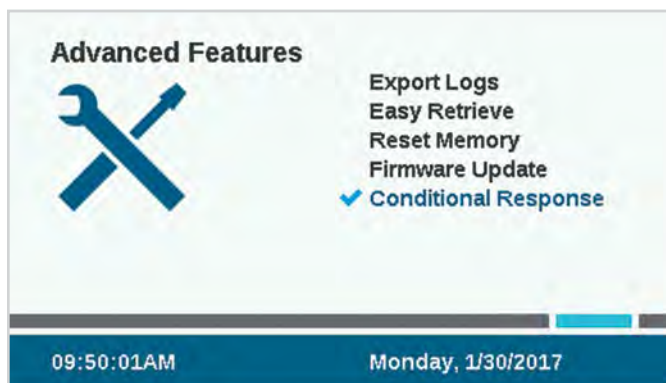 Advanced Features
Export Logs
Easy Retrieve
Reset Memory
Firmware Update
Conditional Response
09:50:01AM
Monday, 1/30/2017